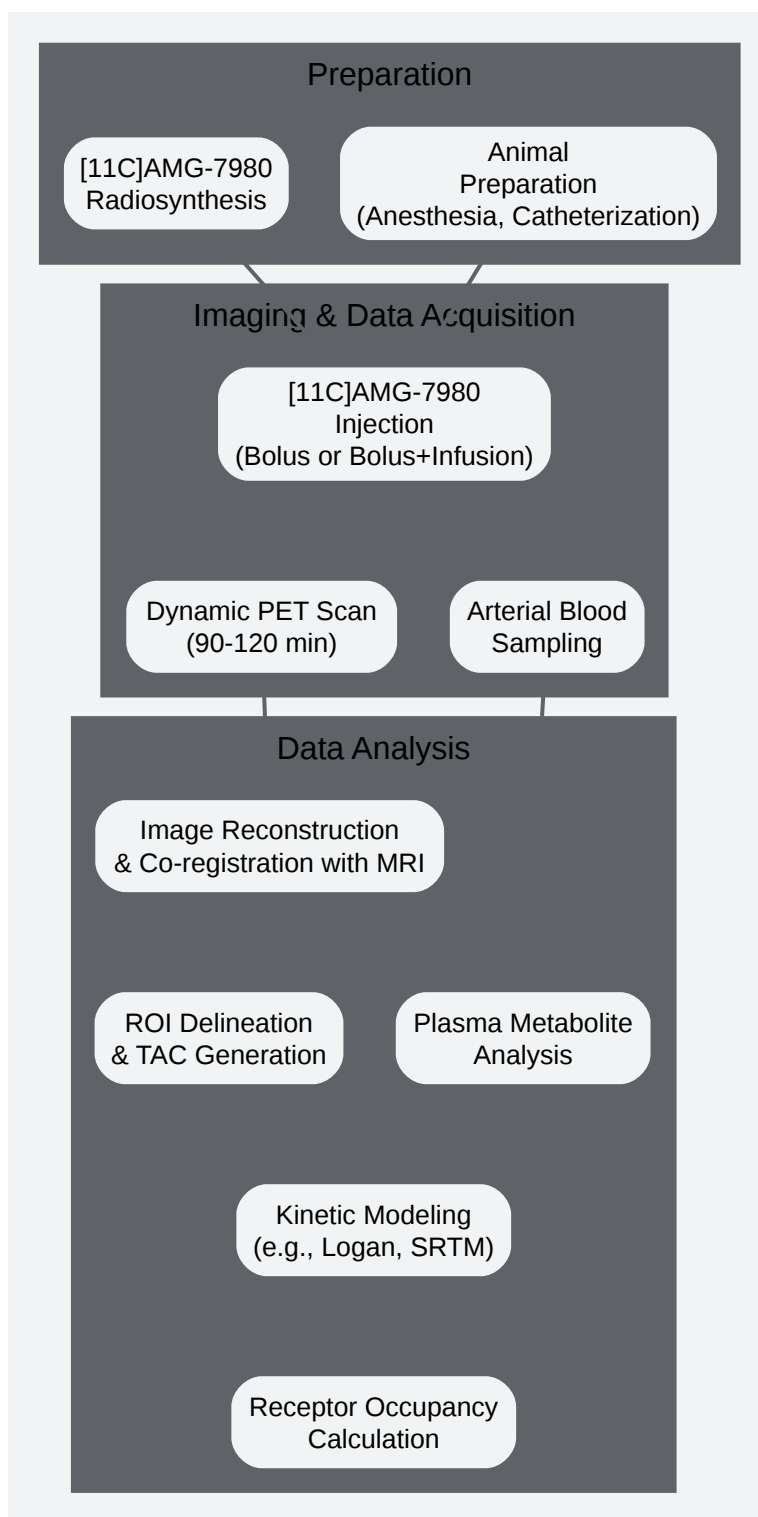 Preparation
[11C]AMG-7980
Radiosynthesis
Animal
Preparation
(Anesthesia, Catheterization)
Imaging & Data Acquisition
[11C]AMG-7980
Injection
(Bolus or Bolus+Infusion)
Dynamic PET Scan
(90-120 min)
Arterial Blood
Sampling
Data Analysis
Image Reconstruction
& Co-registration with MRI
ROI Delineation
& TAC Generation
Plasma Metabolite
Analysis
Kinetic Modeling
(e.g., Logan, SRTM)
Receptor Occupancy
Calculation